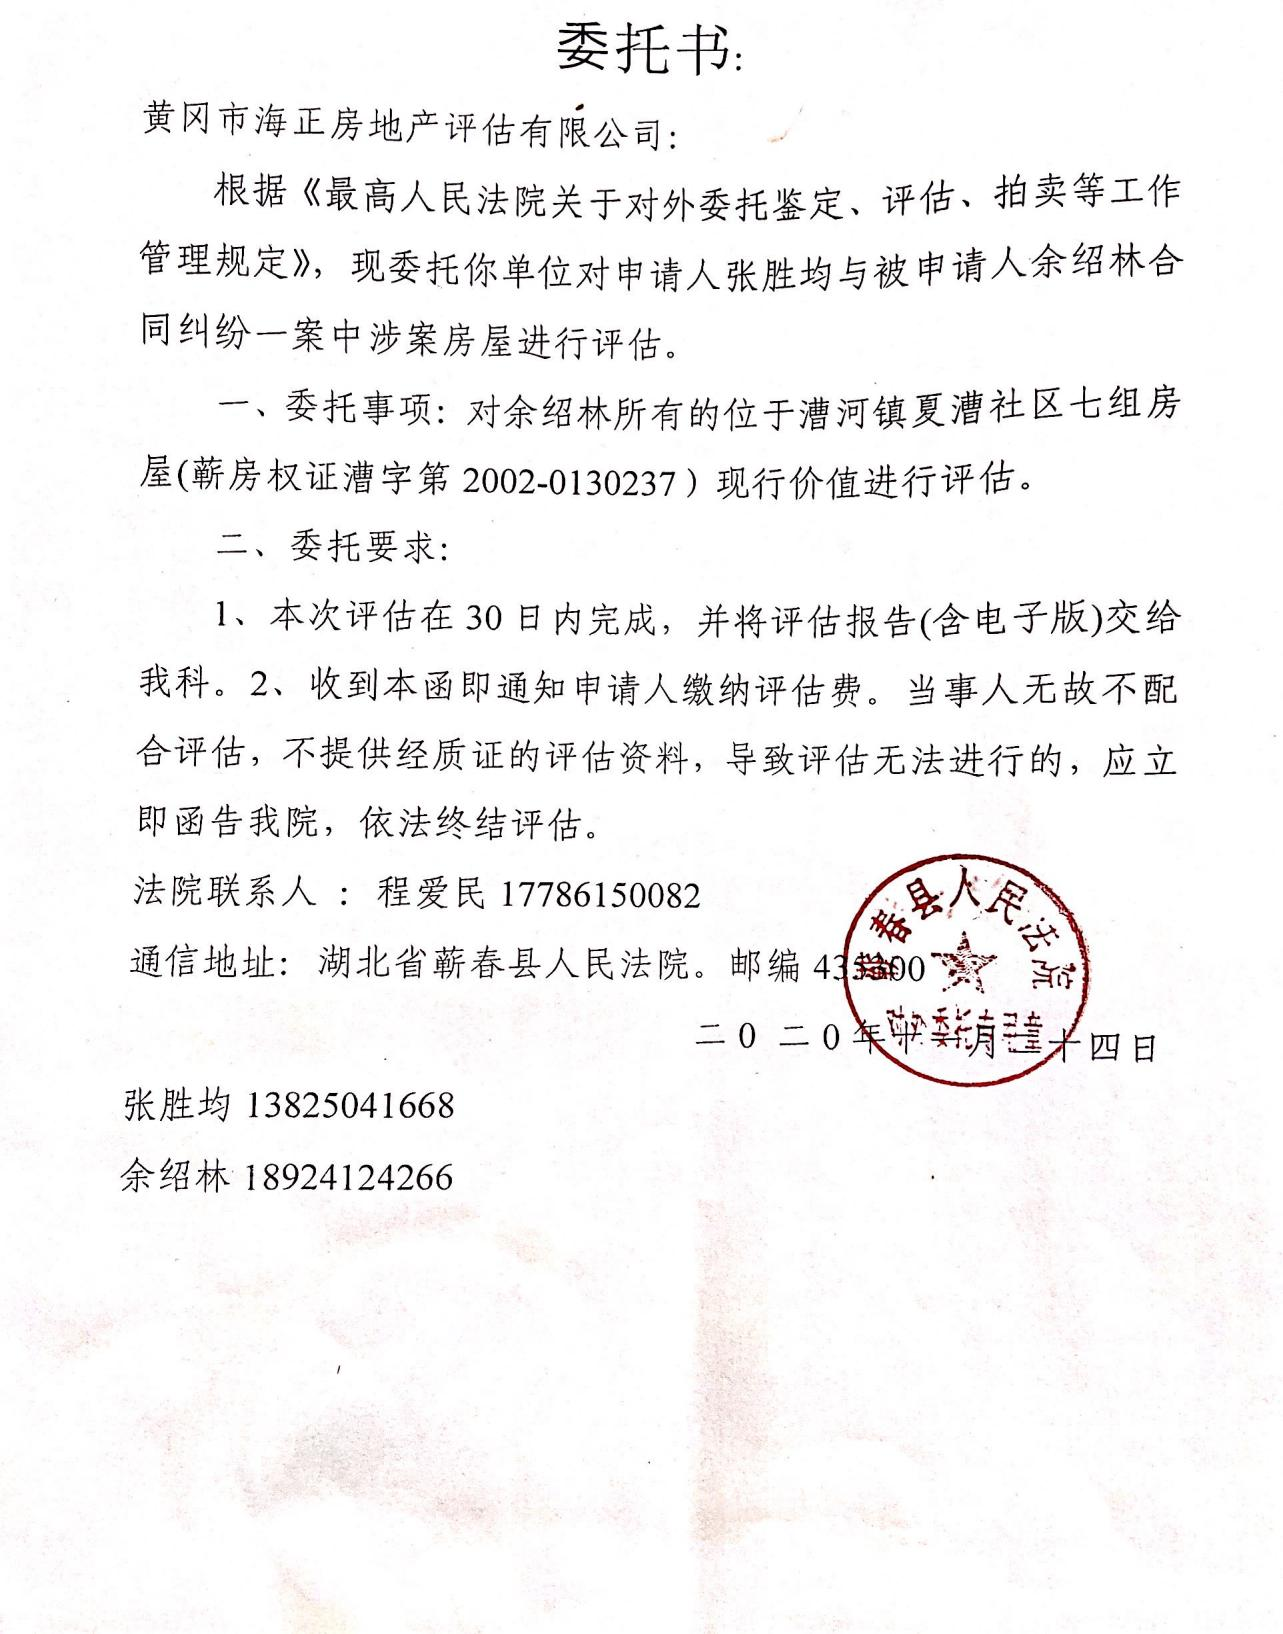 委托书:
黄冈市海正房地产评估有限公司:
根据《最高人民法院关于对外委托鉴定、评估、拍卖等工作
管理规定》，现委托你单位对申请人张胜均与被申请人余绍林合
同纠纷一案中涉案房屋进行评估。
一、委托事项：对余绍林所有的位于漕河镇夏漕社区七组房
屋(蕲房权证漕字第 2002-0130237）现行价值进行评估。
二、委托要求:
1、本次评估在 30 日内完成，并将评估报告(含电子版)交给
我科。2、收到本函即通知申请人缴纳评估费。当事人无故不配
合评估，不提供经质证的评估资料，导致评估无法进行的，应立
即函告我院，依法终结评估。
法院联系人 ：程爱民 17786150082
通信地址：湖北省蕲春县人民法院。邮编 435300
蕲春县人民法院
对外委托专用章
二0 二0年十一月二十四日
张胜均 13825041668
余绍林 18924124266